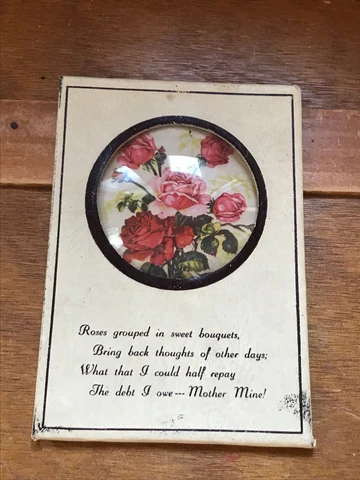 Roses grouped in sweet bouquets,
Bring back thoughts of other days;
What that I could half repay
The debt I owe--- Mother Mine!